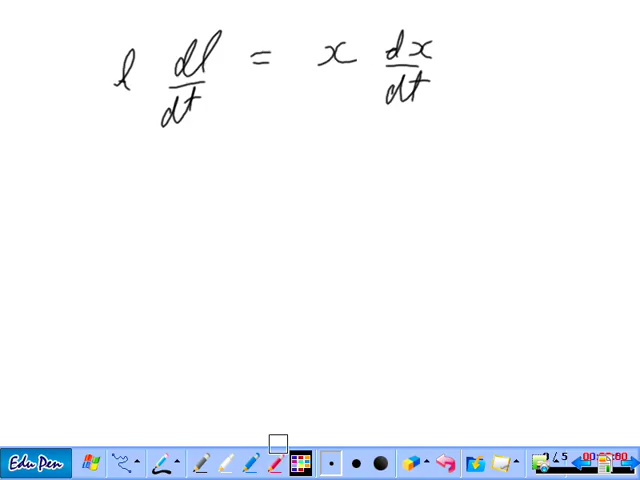 l dl/dt = x dx/dt
Edu Pen